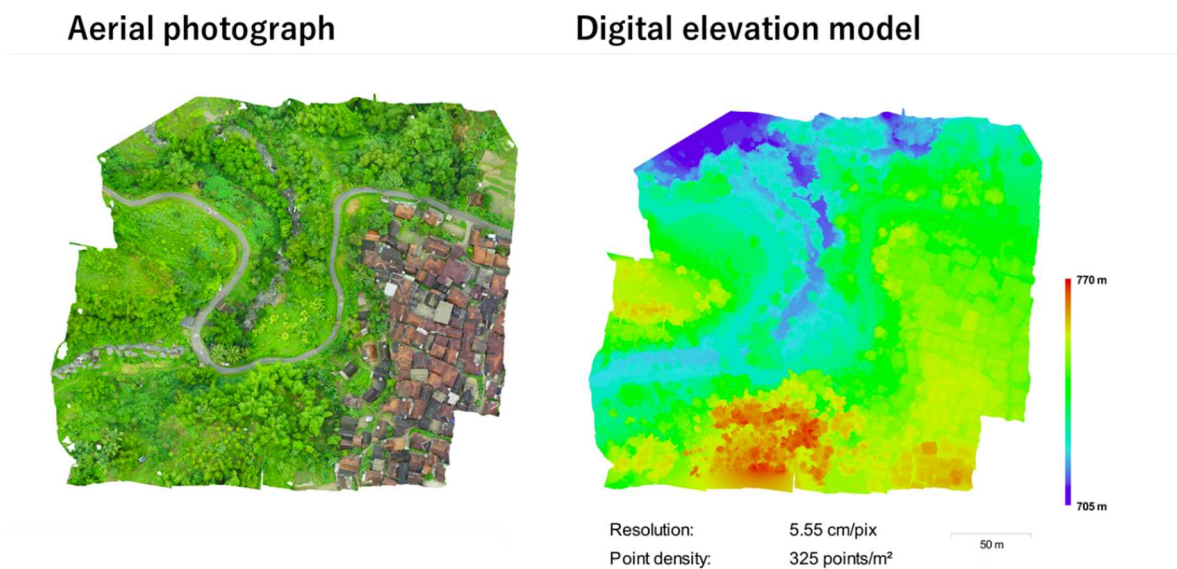 Aerial photograph
Digital elevation model
770 m
705 m
Resolution: 5.55 cm/pix
Point density: 325 points/m²
50 m